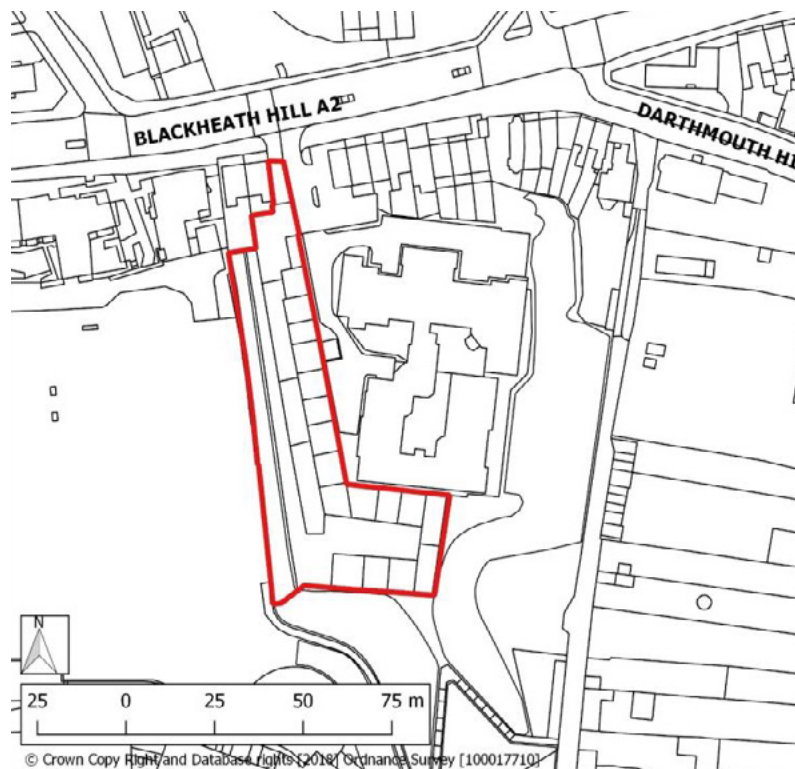 BLACKHEATH HILL A2
DARTHMOUTH HI
N
25 0 25 50 75 m
© Crown Copy Right and Database rights [2018] Ordnance Survey [100017710]